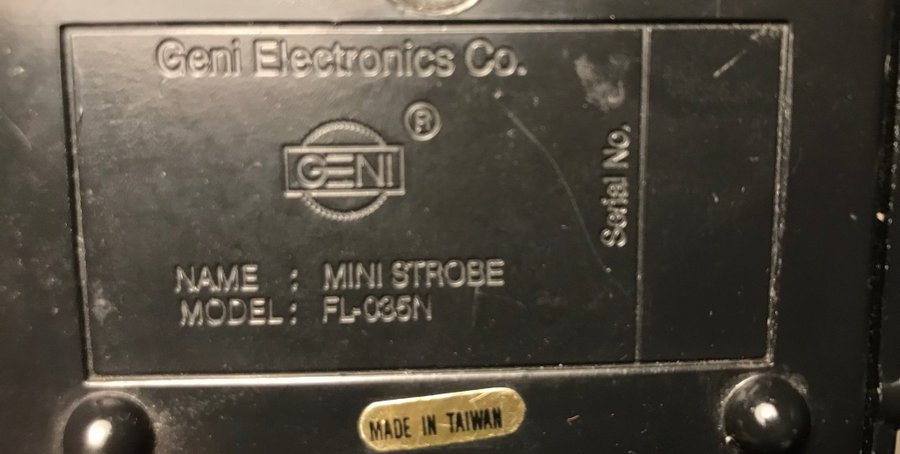 Geni Electronics Co.
GENI ®
NAME : MINI STROBE
MODEL: FL-035N
Serial No.
MADE IN TAIWAN